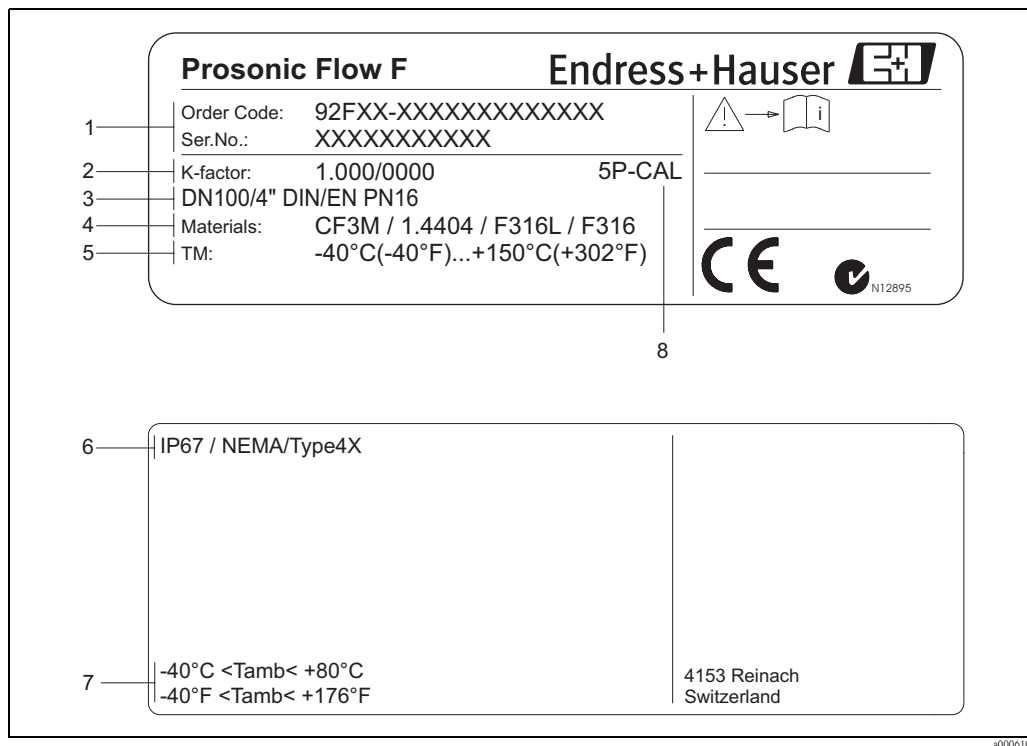 Prosonic Flow F
Endress+Hauser
1
Order Code: 92FXX-XXXXXXXXXXXXX
Ser.No.: XXXXXXXXXXX
i
2
K-factor: 1.000/0000 5P-CAL
3
DN100/4" DIN/EN PN16
4
Materials: CF3M / 1.4404 / F316L / F316
5
TM: -40°C(-40°F)...+150°C(+302°F)
CE
N12895
8
6
IP67 / NEMA/Type4X
7
-40°C <Tamb< +80°C
-40°F <Tamb< +176°F
4153 Reinach
Switzerland